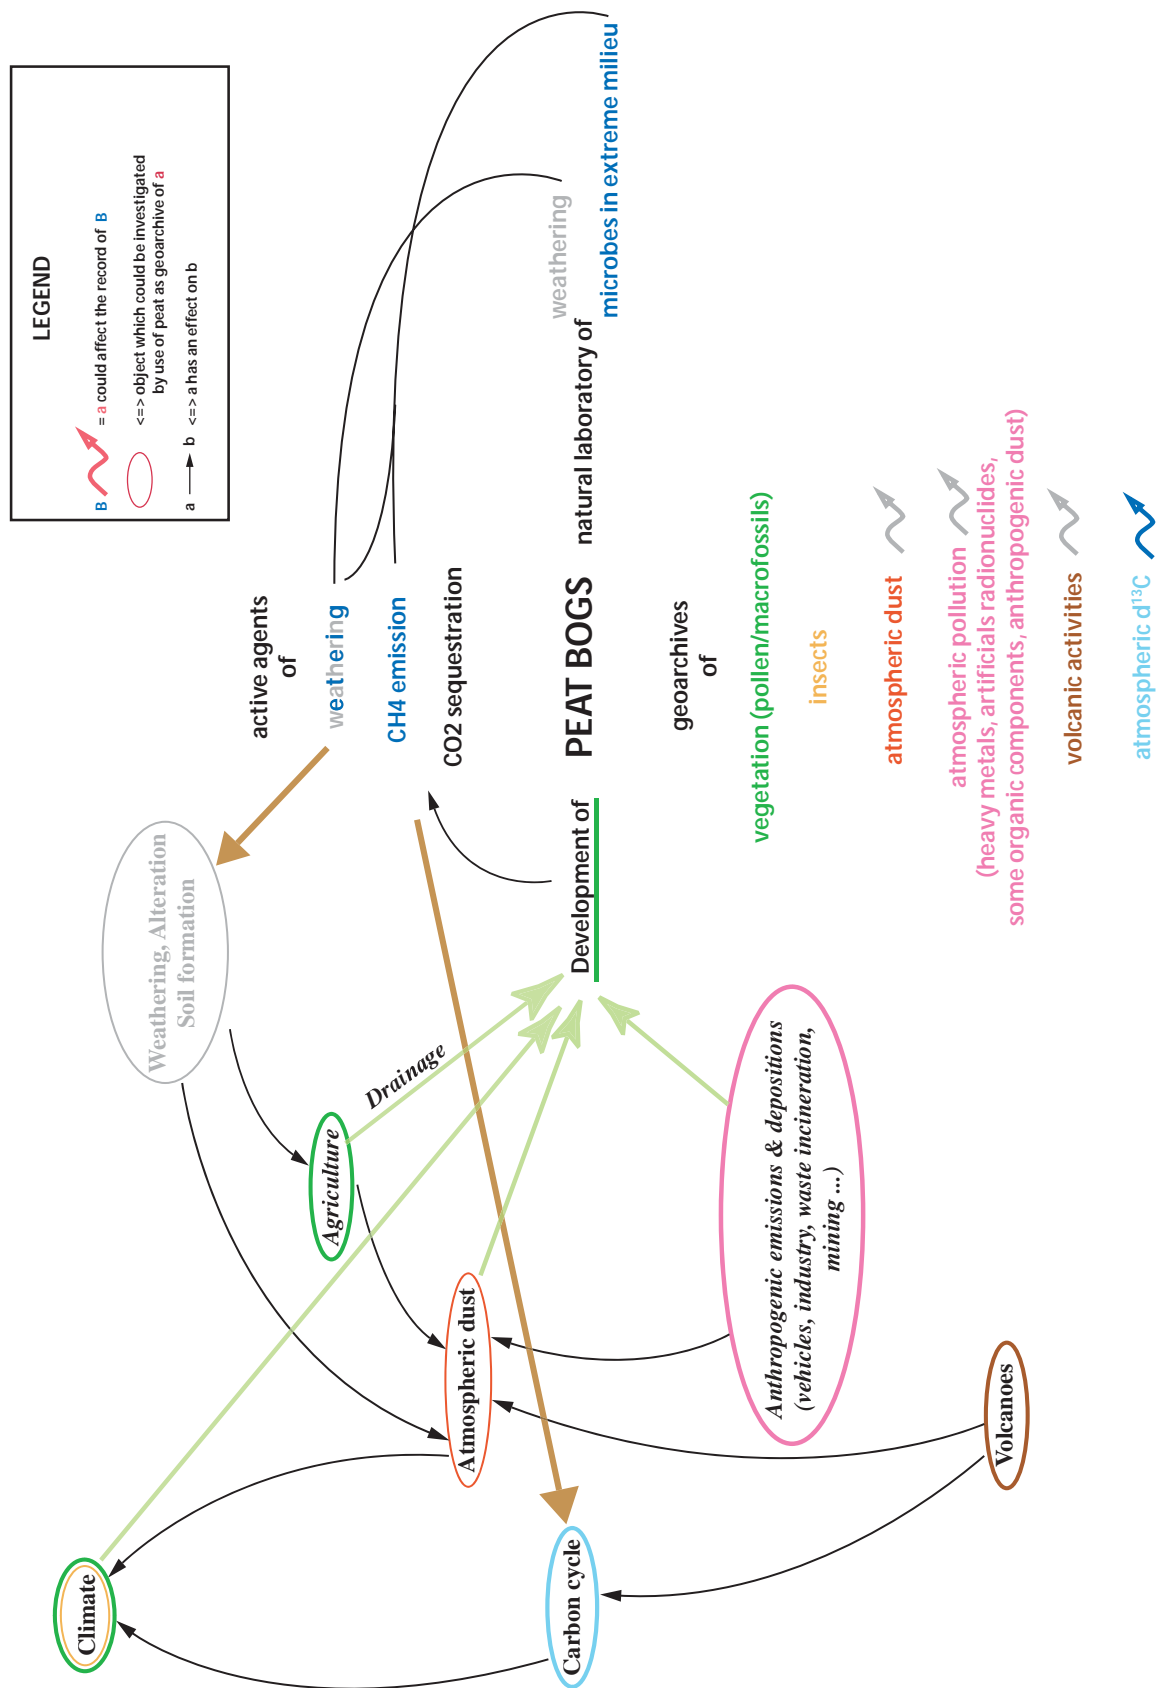 LEGEND
B = a could affect the record of B
<=> object which could be investigated
by use of peat as geoarchive of a
a b <=> a has an effect on b
Climate
Weathering, Alteration
Soil formation
Agriculture
Drainage
Atmospheric dust
Carbon cycle
Anthropogenic emissions & depositions
(vehicles, industry, waste incineration,
mining ...)
Volcanoes
active agents
of
weathering
CH4 emission
CO2 sequestration
Development of
PEAT BOGS
natural laboratory of
weathering
microbes in extreme milieu
geoarchives
of
vegetation (pollen/macrofossils)
insects
atmospheric dust
atmospheric pollution
(heavy metals, artificials radionuclides,
some organic components, anthropogenic dust)
volcanic activities
atmospheric d¹³C